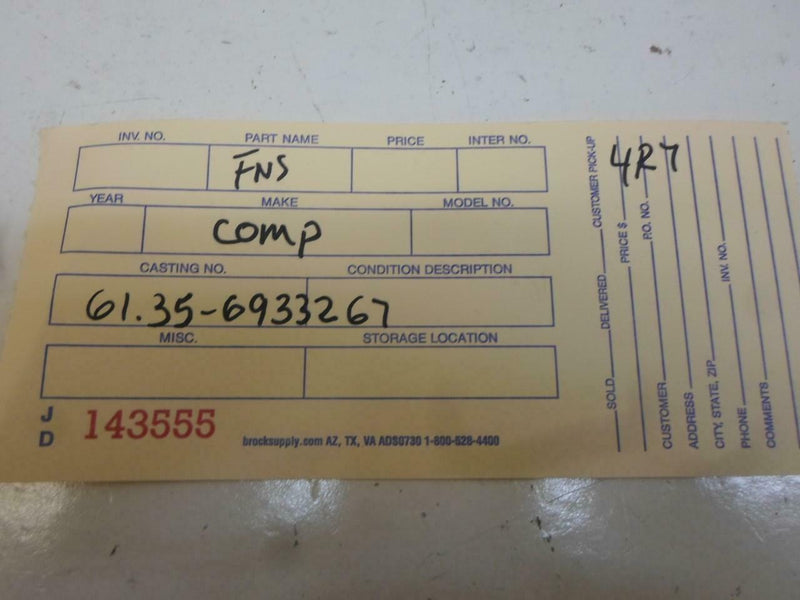 INV. NO. PART NAME PRICE INTER NO.
FNS
YEAR MAKE MODEL NO.
comp
CASTING NO. CONDITION DESCRIPTION
61.35-6933267
MISC. STORAGE LOCATION
J
D
143555
brocksupply.com AZ, TX, VA ADS0730 1-800-528-4400
4R7
SOLD DELIVERED CUSTOMER PICK-UP
PRICE $
P.O. NO.
CUSTOMER
ADDRESS
CITY, STATE, ZIP INV. NO.
PHONE
COMMENTS